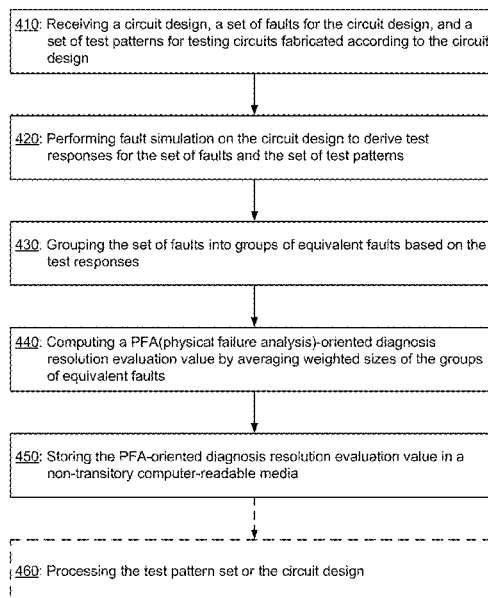 410: Receiving a circuit design, a set of faults for the circuit design, and a
set of test patterns for testing circuits fabricated according to the circuit
design
420: Performing fault simulation on the circuit design to derive test
responses for the set of faults and the set of test patterns
430: Grouping the set of faults into groups of equivalent faults based on the
test responses
440: Computing a PFA(physical failure analysis)-oriented diagnosis
resolution evaluation value by averaging weighted sizes of the groups
of equivalent faults
450: Storing the PFA-oriented diagnosis resolution evaluation value in a
non-transitory computer-readable media
460: Processing the test pattern set or the circuit design